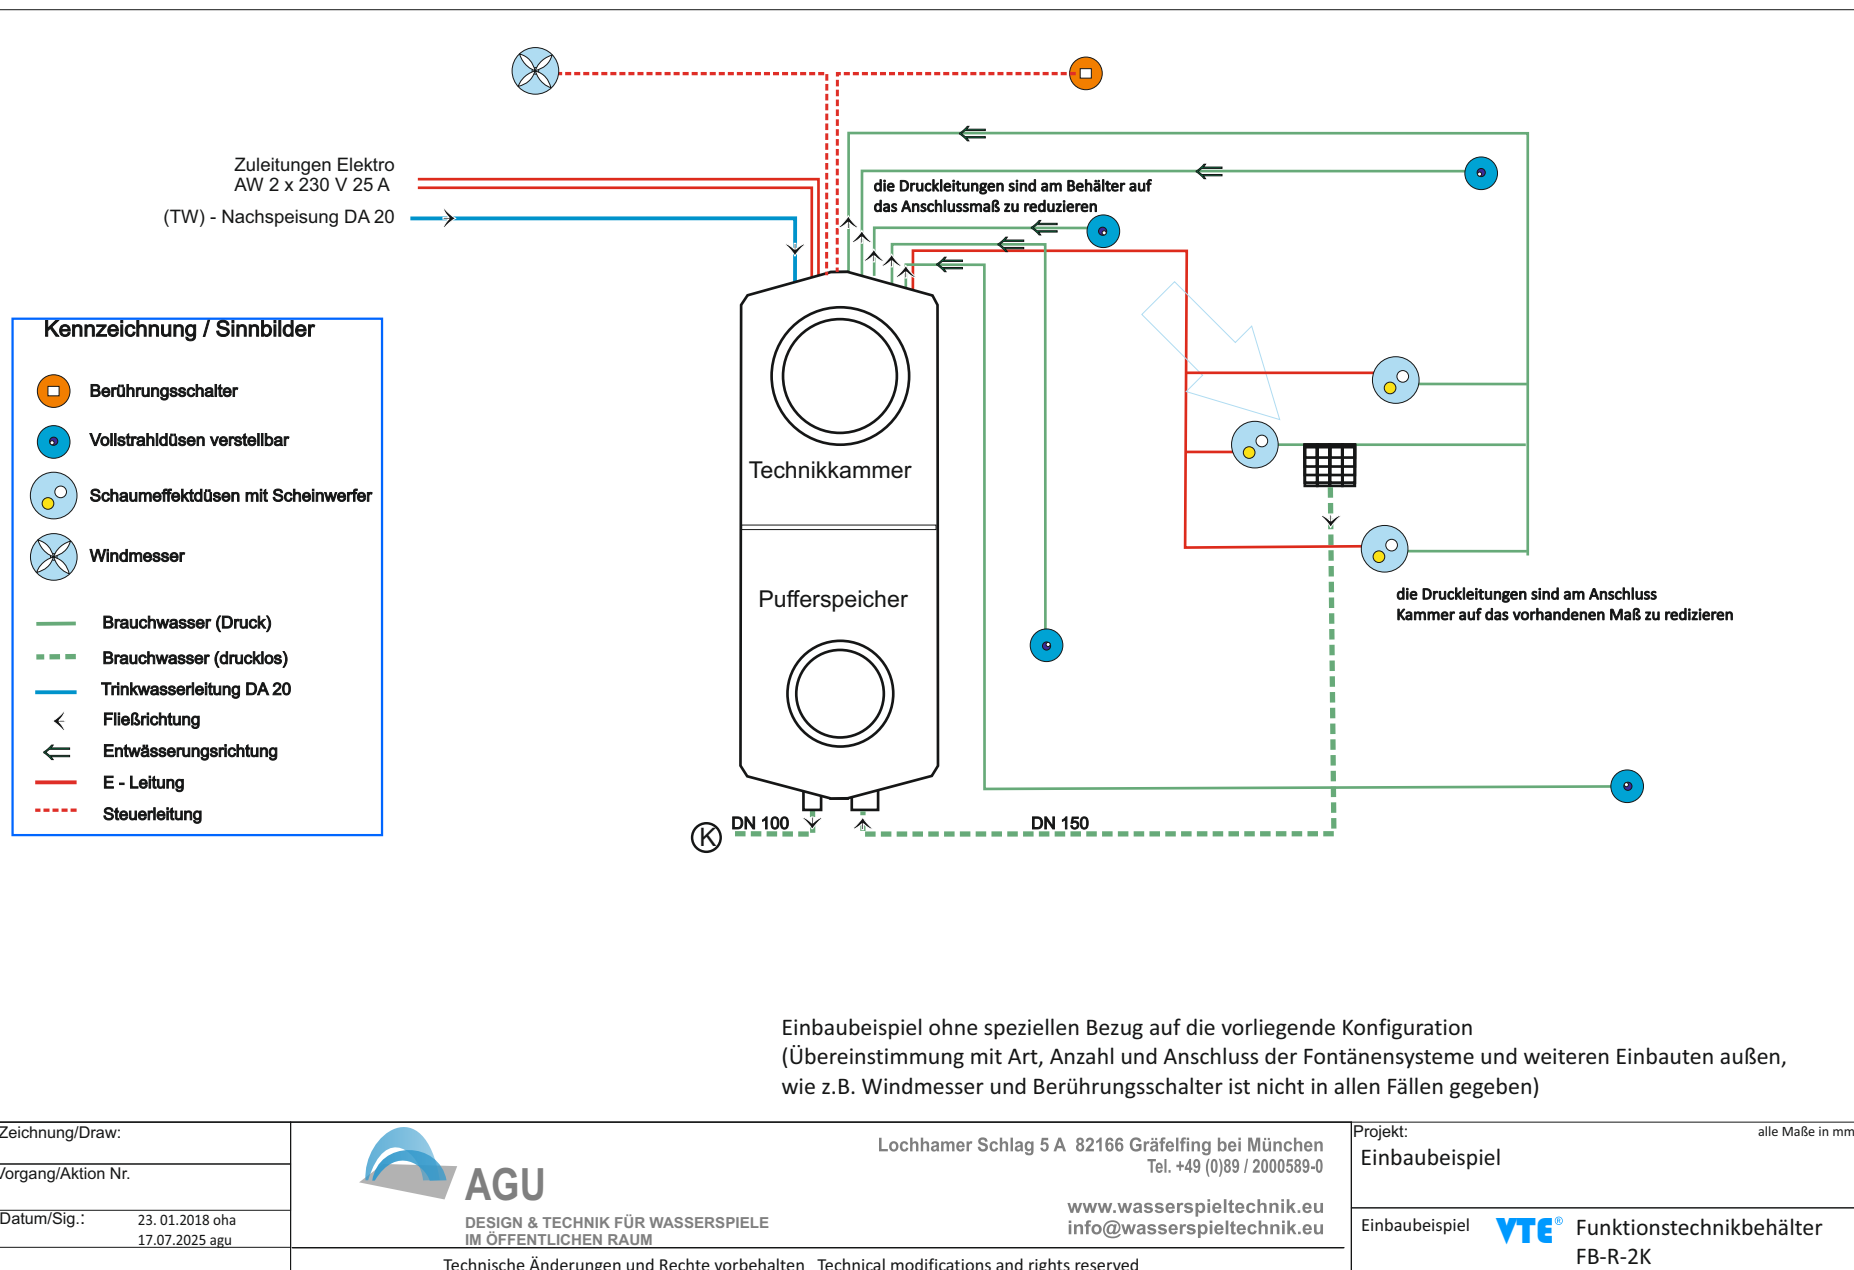 Zuleitungen Elektro
AW 2 x 230 V 25 A
(TW) - Nachspeisung DA 20
die Druckleitungen sind am Behälter auf
das Anschlussmaß zu reduzieren
Kennzeichnung / Sinnbilder
Berührungsschalter
Vollstrahldüsen verstellbar
Schaumeffektdüsen mit Scheinwerfer
Windmesser
Brauchwasser (Druck)
Brauchwasser (drucklos)
Trinkwasserleitung DA 20
Fließrichtung
Entwässerungsrichtung
E - Leitung
Steuerleitung
Technikkammer
Pufferspeicher
die Druckleitungen sind am Anschluss
Kammer auf das vorhandenen Maß zu redizieren
K
DN 100
DN 150
Einbaubeispiel ohne speziellen Bezug auf die vorliegende Konfiguration
(Übereinstimmung mit Art, Anzahl und Anschluss der Fontänensysteme und weiteren Einbauten außen,
wie z.B. Windmesser und Berührungsschalter ist nicht in allen Fällen gegeben)
Zeichnung/Draw:
Vorgang/Aktion Nr.
Datum/Sig.: 23. 01.2018 oha
17.07.2025 agu
AGU
DESIGN & TECHNIK FÜR WASSERSPIELE
IM ÖFFENTLICHEN RAUM
Lochhamer Schlag 5 A 82166 Gräfelfing bei München
Tel. +49 (0)89 / 2000589-0
www.wasserspieltechnik.eu
info@wasserspieltechnik.eu
Technische Änderungen und Rechte vorbehalten Technical modifications and rights reserved
Projekt: alle Maße in mm
Einbaubeispiel
Einbaubeispiel VTE® Funktionstechnikbehälter
FB-R-2K